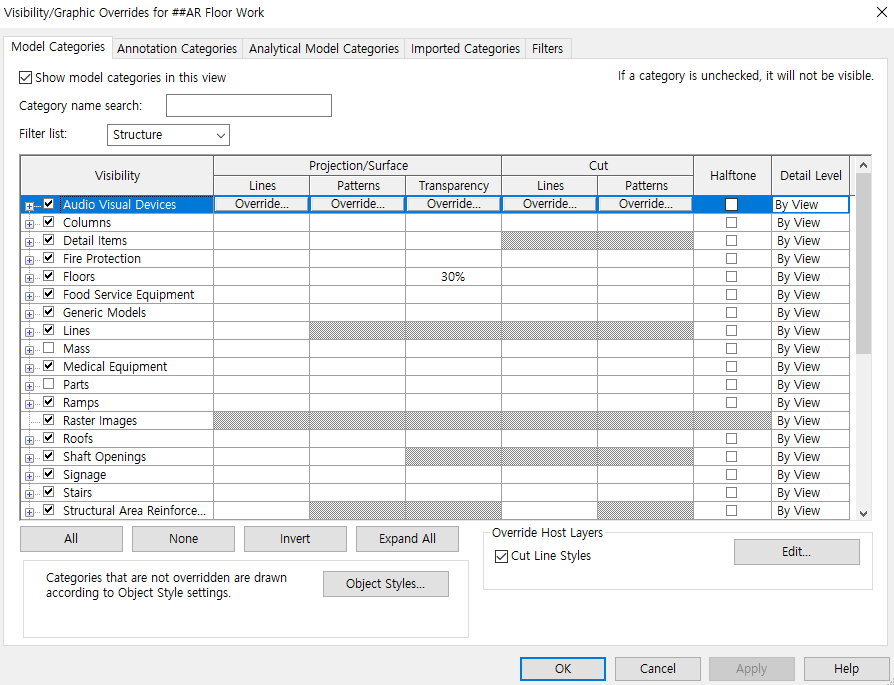 Visibility/Graphic Overrides for ##AR Floor Work
Model Categories Annotation Categories Analytical Model Categories Imported Categories Filters
Show model categories in this view If a category is unchecked, it will not be visible.
Category name search:
Filter list: Structure
Visibility Projection/Surface Cut Halftone Detail Level
Lines Patterns Transparency Lines Patterns
Audio Visual Devices Override... Override... Override... Override... Override... By View
Columns By View
Detail Items By View
Fire Protection By View
Floors 30% By View
Food Service Equipment By View
Generic Models By View
Lines By View
Mass By View
Medical Equipment By View
Parts By View
Ramps By View
Raster Images By View
Roofs By View
Shaft Openings By View
Signage By View
Stairs By View
Structural Area Reinforce... By View
All None Invert Expand All
Override Host Layers
Cut Line Styles Edit...
Categories that are not overridden are drawn
according to Object Style settings.
Object Styles...
OK Cancel Apply Help